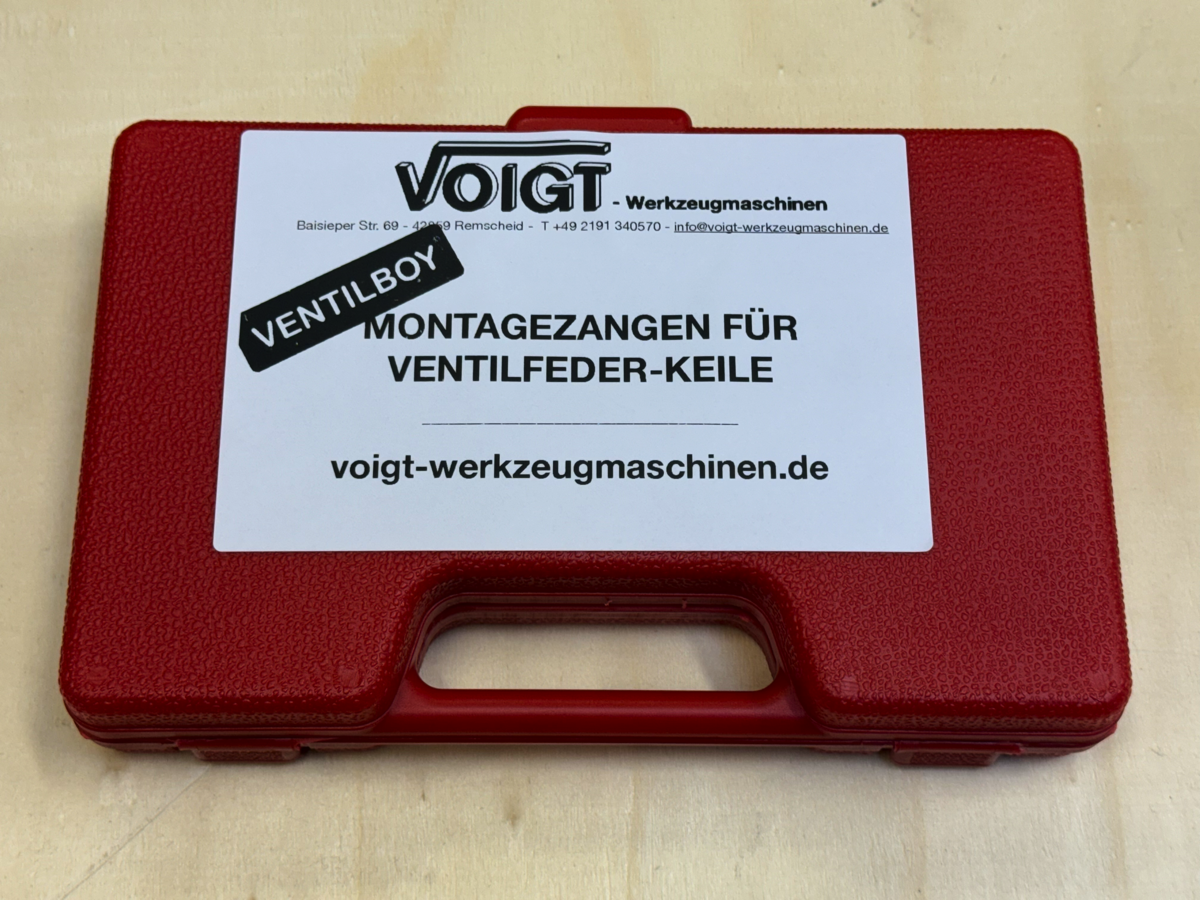 VOIGT - Werkzeugmaschinen
Baisieper Str. 69 - Remscheid - T +49 2191 340570 - info@voigt-werkzeugmaschinen.de
VENTILBOY
MONTAGEZANGEN FÜR
VENTILFEDER-KEILE
voigt-werkzeugmaschinen.de